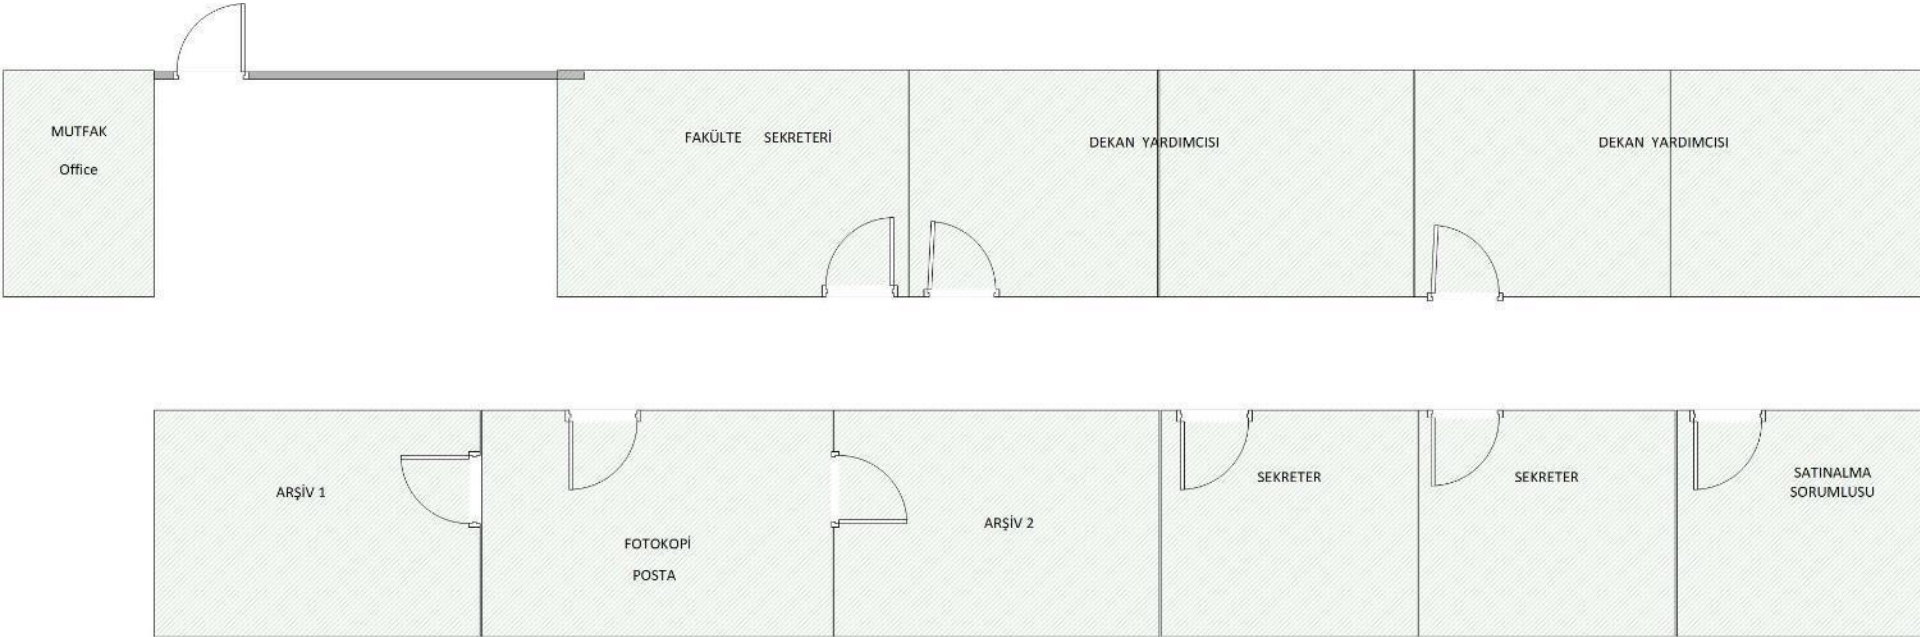 MUTFAK
Office
FAKÜLTE SEKRETERİ
DEKAN YARDIMCISI
DEKAN YARDIMCISI
ARŞİV 1
FOTOKOPİ
POSTA
ARŞİV 2
SEKRETER
SEKRETER
SATINALMA
SORUMLUSU